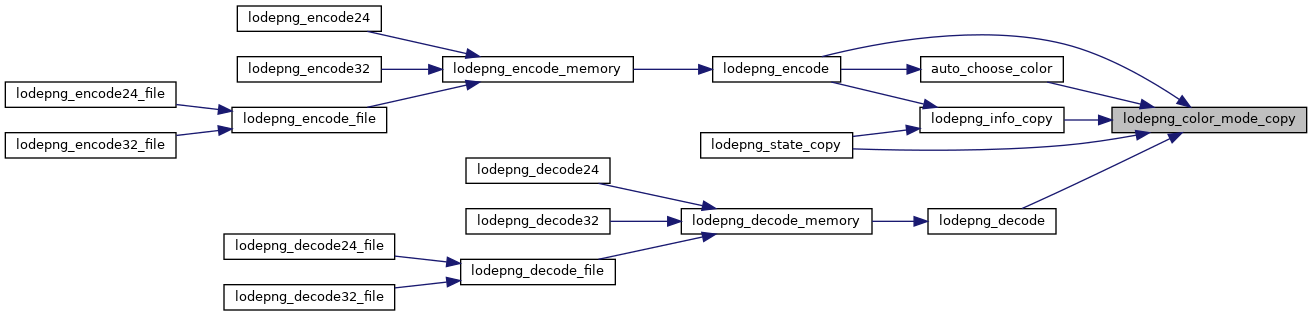 lodepng_encode24
lodepng_encode32
lodepng_encode_memory
lodepng_encode
auto_choose_color
lodepng_encode24_file
lodepng_encode_file
lodepng_info_copy
lodepng_color_mode_copy
lodepng_encode32_file
lodepng_state_copy
lodepng_decode24
lodepng_decode32
lodepng_decode_memory
lodepng_decode
lodepng_decode24_file
lodepng_decode_file
lodepng_decode32_file